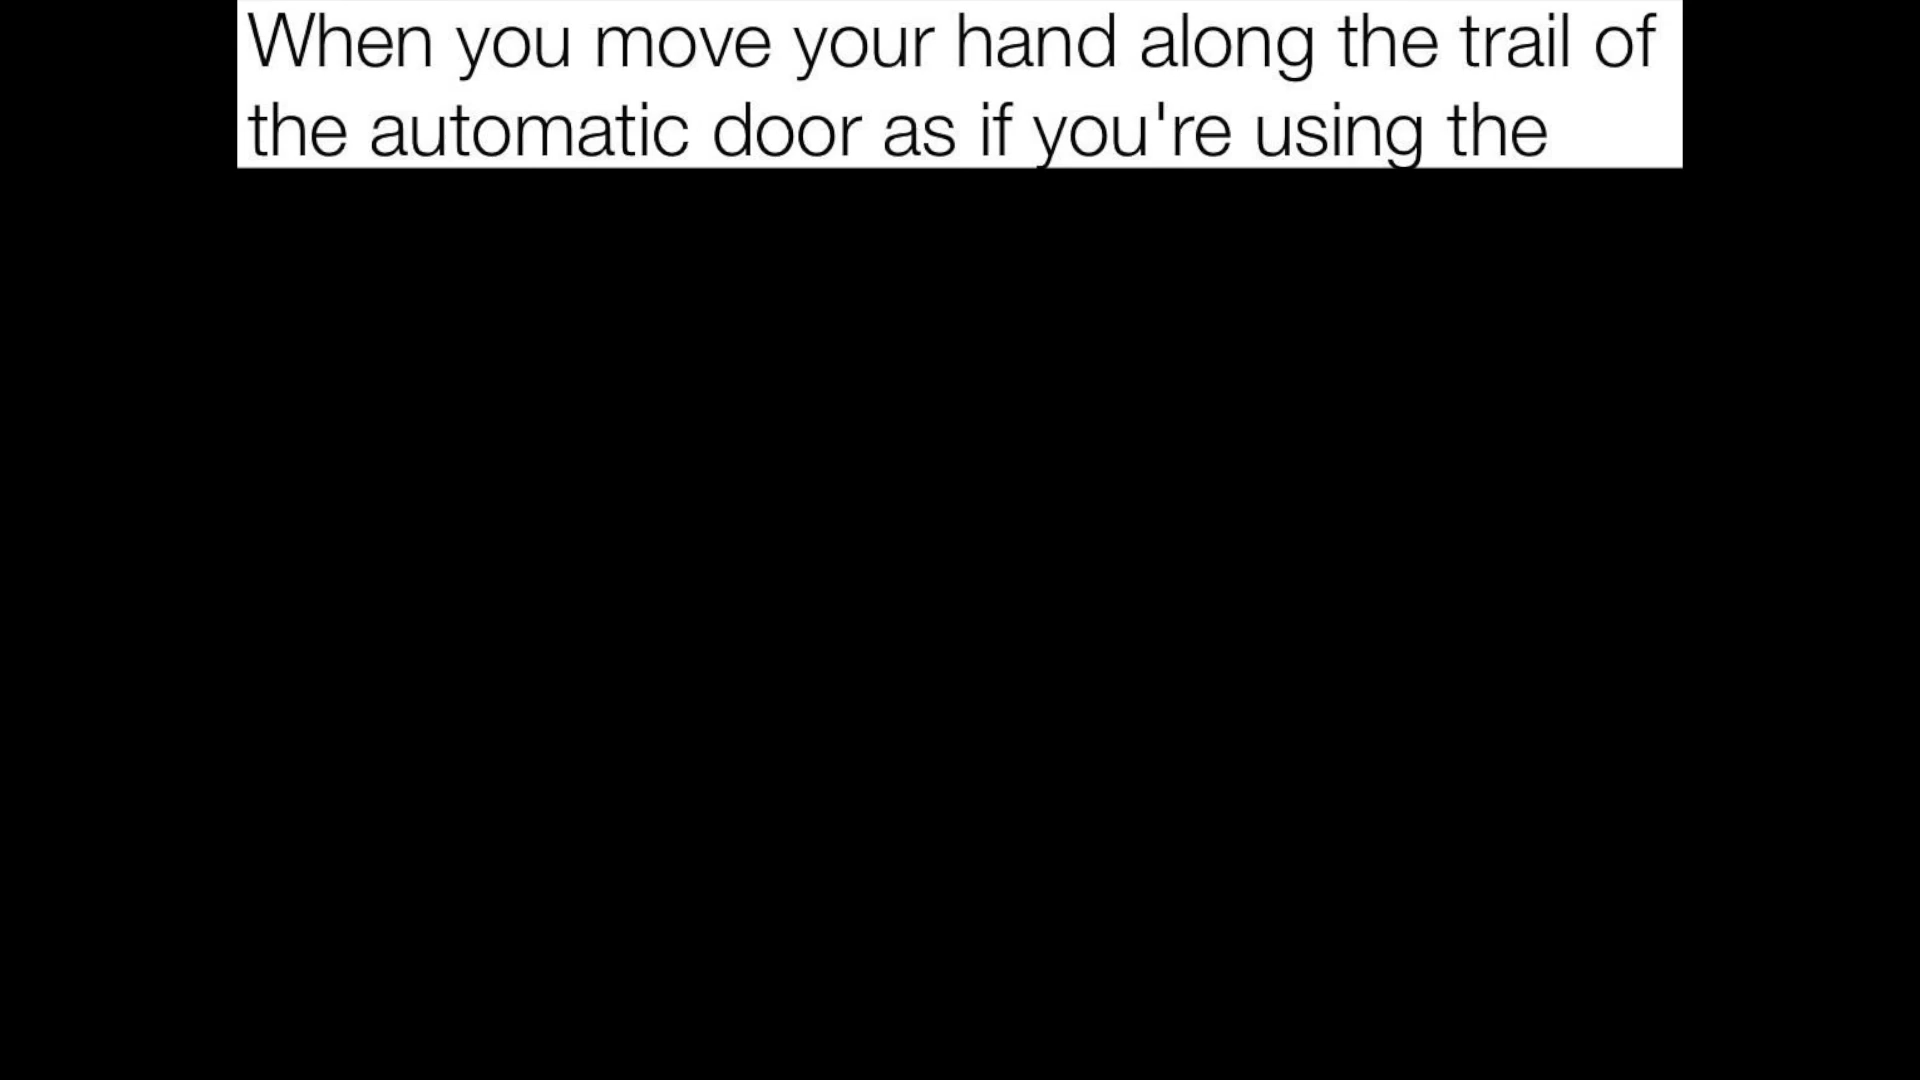 When you move your hand along the trail of
the automatic door as if you're using the